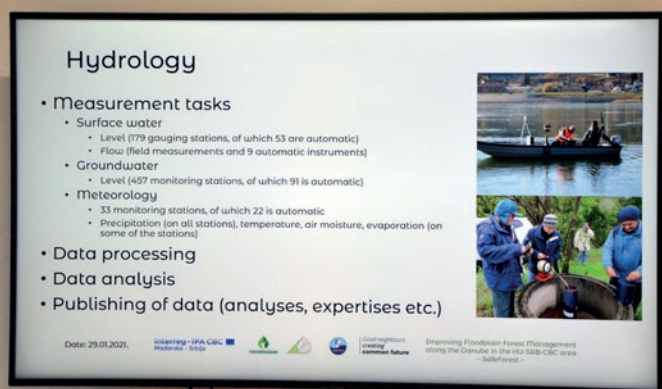 Hydrology
• Measurement tasks
• Surface water
• Level (179 gauging stations, of which 53 are automatic)
• Flow (field measurements and 9 automatic instruments)
• Groundwater
• Level (457 monitoring stations, of which 91 is automatic)
• Meteorology
• 33 monitoring stations, of which 22 is automatic
• Precipitation (on all stations), temperature, air moisture, evaporation (on
some of the stations)
• Data processing
• Data analysis
• Publishing of data (analyses, expertises etc.)
Date: 29.01.2021.
Interreg - IPA CBC
Mađarska - Srbija
Good neighbours
creating
common future
Improving Floodplain Forest Management
along the Danube in the HU-SRB-CBC area
- SafeForest -